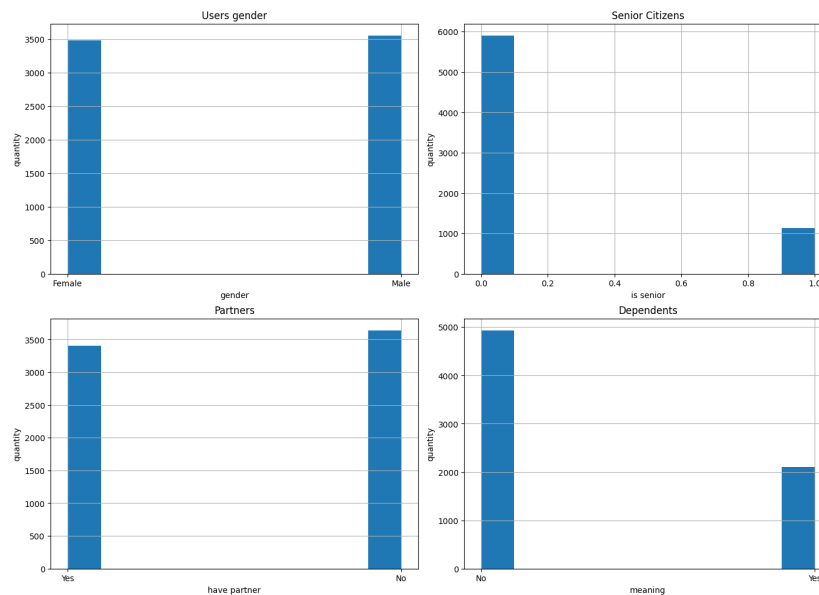 Users gender
3500
3000
2500
2000
1500
1000
500
0
quantity
Female Male
gender
Senior Citizens
6000
5000
4000
3000
2000
1000
0
quantity
0.0 0.2 0.4 0.6 0.8 1.0
is senior
Partners
3500
3000
2500
2000
1500
1000
500
0
quantity
Yes No
have partner
Dependents
5000
4000
3000
2000
1000
0
quantity
No Yes
meaning